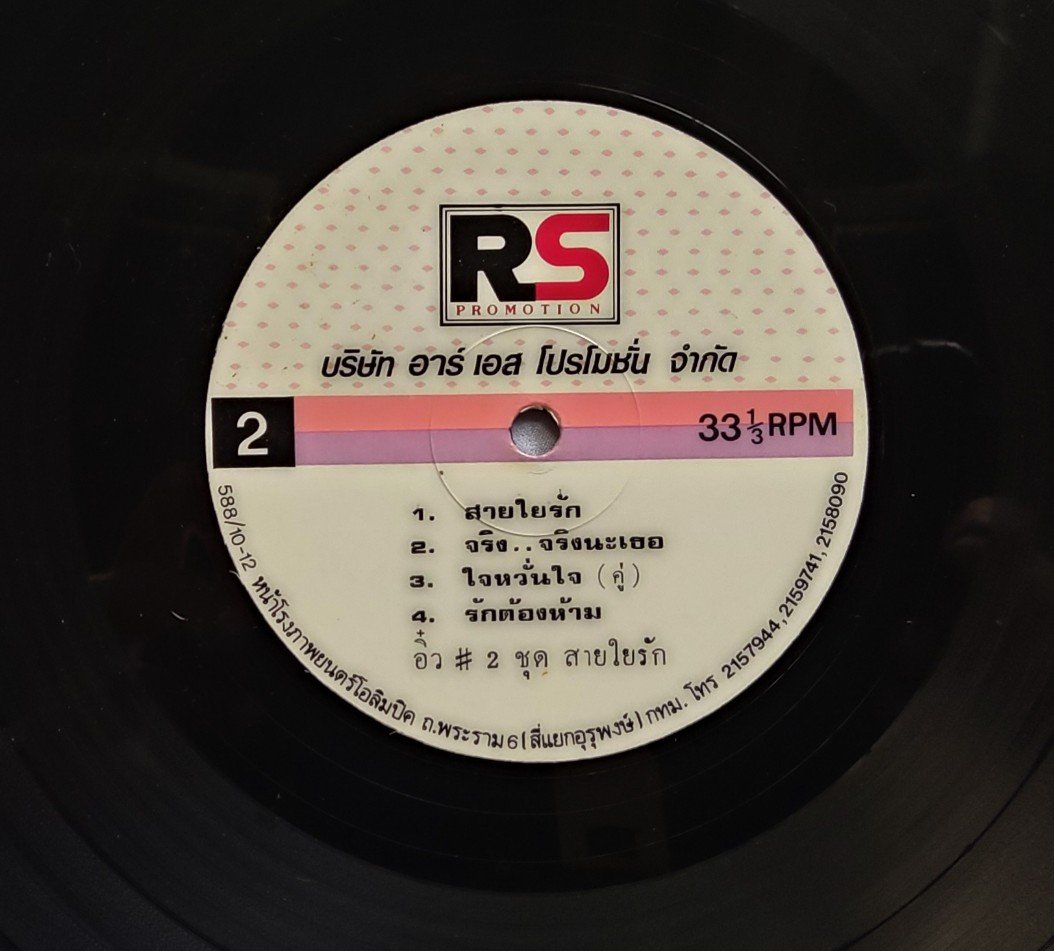 RS
PROMOTION
บริษัท อาร์ เอส โปรโมชั่น จำกัด
2
33 1/3 RPM
1. สายใยรัก
2. จริง..จริงนะเธอ
3. ใจหวั่นใจ (คู่)
4. รักต้องห้าม
อิ๋ว # 2 ชุด สายใยรัก
588/10-12 หน้าโรงภาพยนตร์โอลิมปิค ถ.พระราม 6 (สี่แยกอุรุพงษ์) กทม. โทร 2157944, 2159741, 2158090